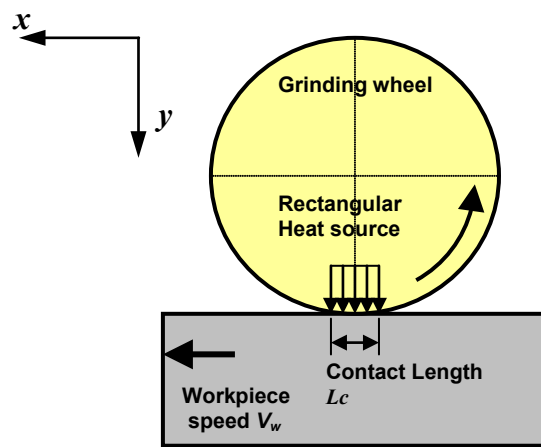 x
y
Grinding wheel
Rectangular
Heat source
Contact Length
Lc
Workpiece
speed Vw